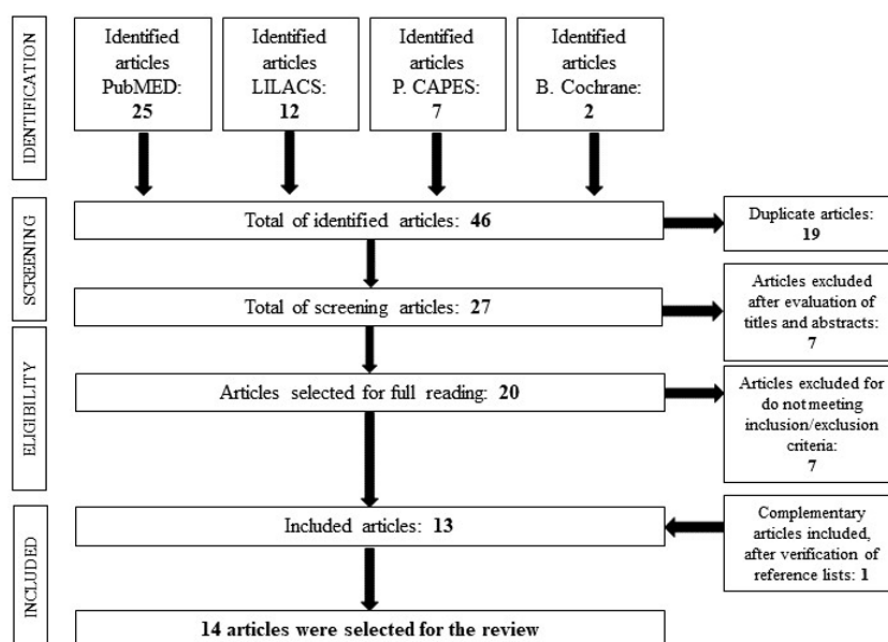 IDENTIFICATION
Identified
articles
PubMED:
25
Identified
articles
LILACS:
12
Identified
articles
P. CAPES:
7
Identified
articles
B. Cochrane:
2
SCREENING
Total of identified articles: 46
Duplicate articles:
19
Total of screening articles: 27
Articles excluded
after evaluation of
titles and abstracts:
7
ELIGIBILITY
Articles selected for full reading: 20
Articles excluded for
do not meeting
inclusion/exclusion
criteria:
7
INCLUDED
Included articles: 13
Complementary
articles included,
after verification of
reference lists: 1
14 articles were selected for the review